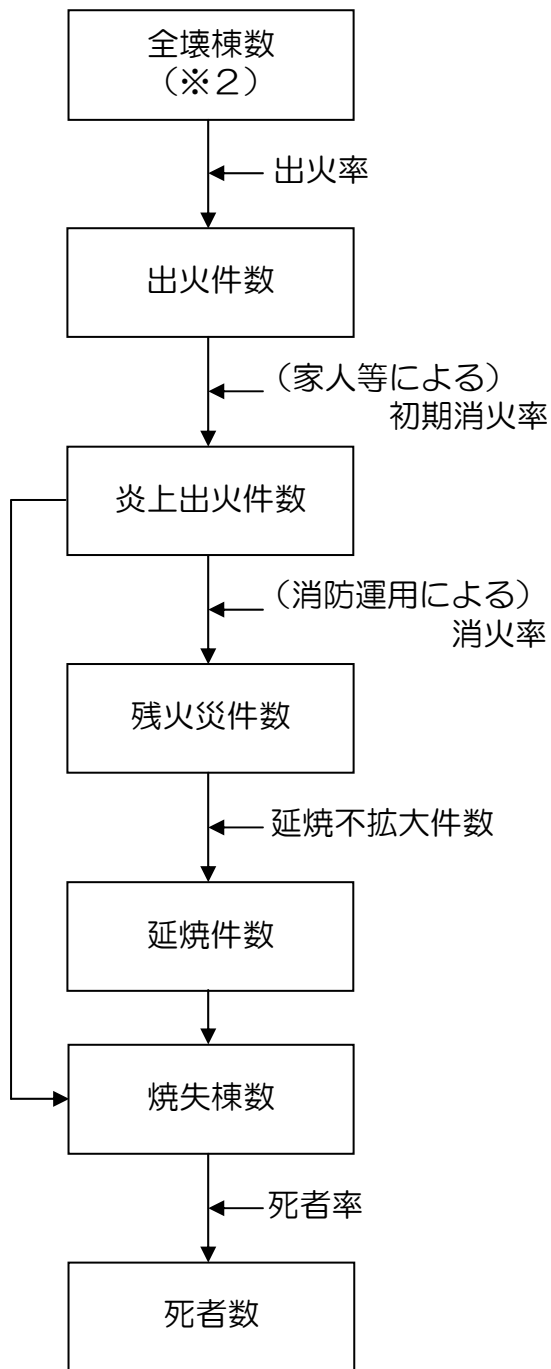 全壊棟数
（※２）
出火率
出火件数
（家人等による）
初期消火率
炎上出火件数
（消防運用による）
消火率
残火災件数
延焼不拡大件数
延焼件数
焼失棟数
死者率
死者数